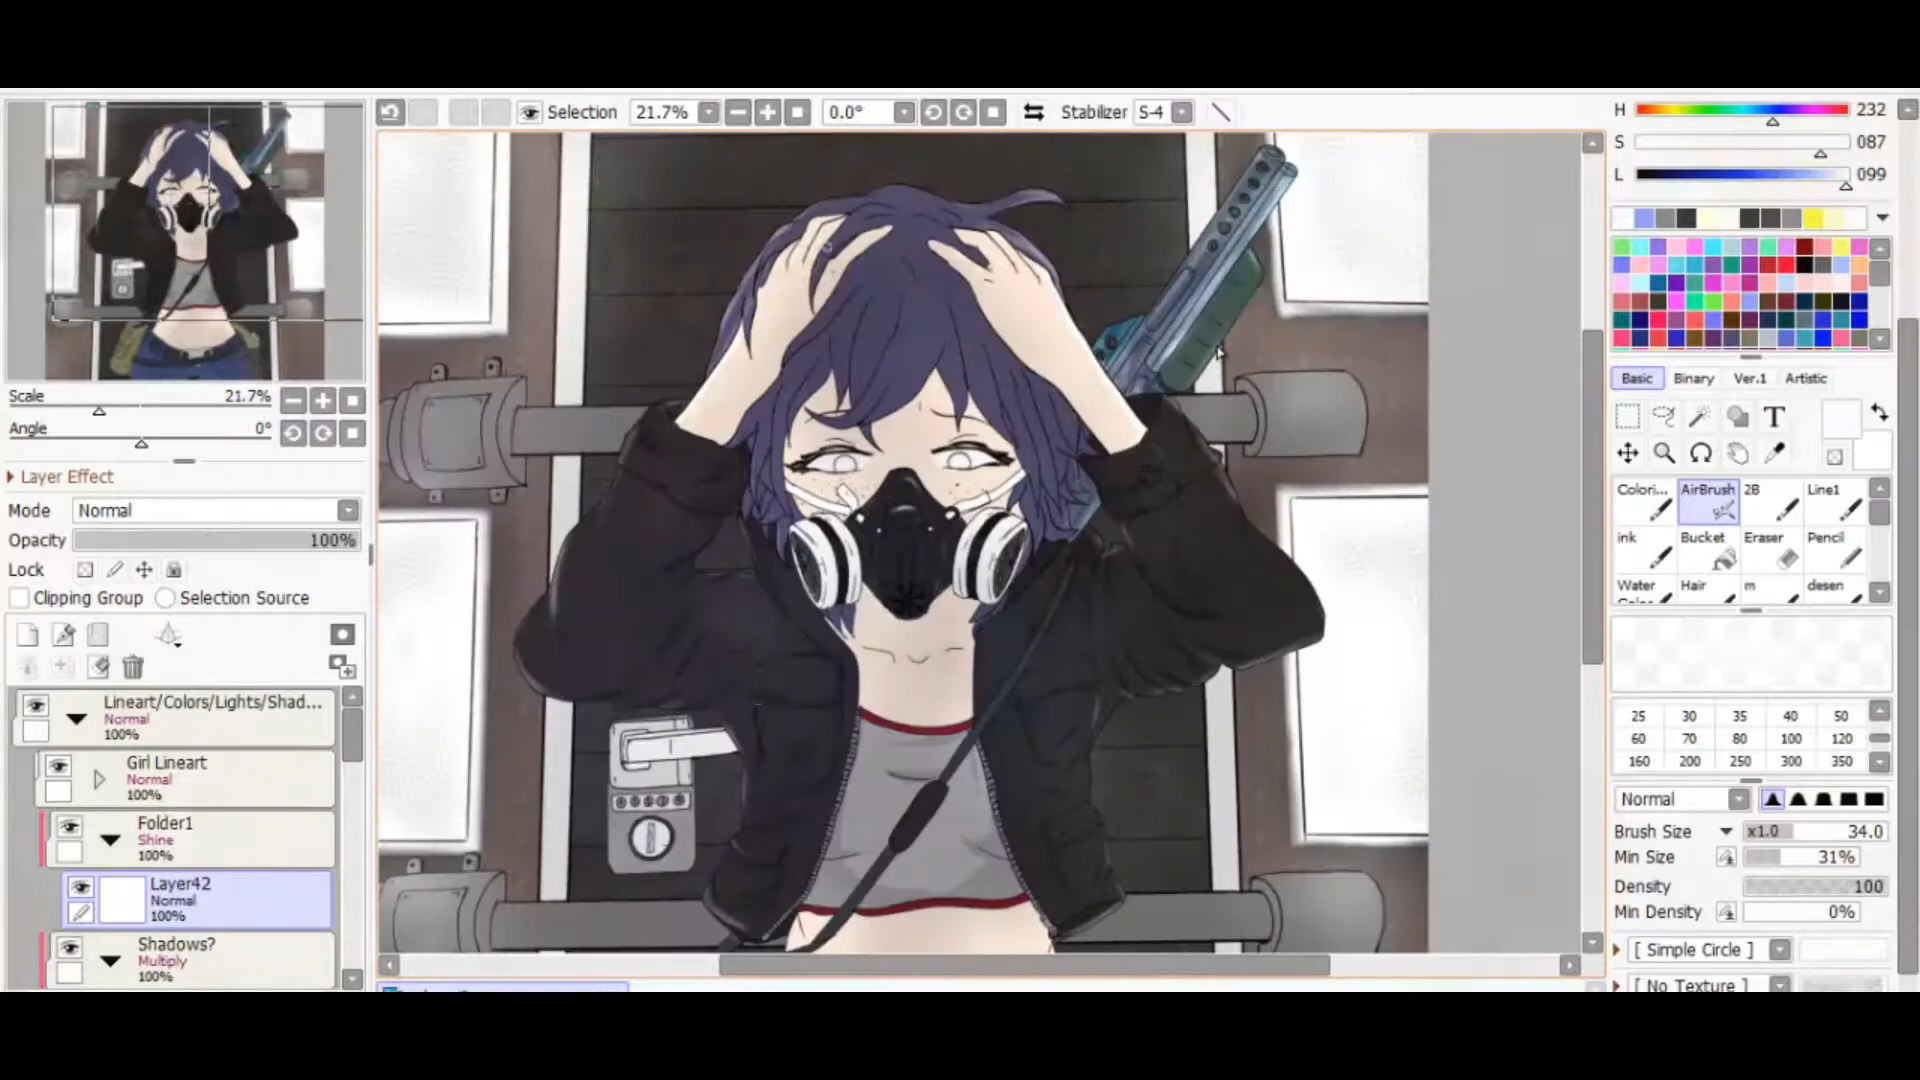 Selection 21.7% 0.0° Stabilizer S-4
H 232
S 087
L 099
Scale 21.7%
Angle 0°
Layer Effect
Mode Normal
Opacity 100%
Lock
Clipping Group Selection Source
Lineart/Colors/Lights/Shad...
Normal
100%
Girl Lineart
Normal
100%
Folder1
Shine
100%
Layer42
Normal
100%
Shadows?
Multiply
100%
Basic Binary Ver.1 Artistic
T
Colori... AirBrush 2B Line1
ink Bucket Eraser Pencil
Water Hair m desen
Color
25 30 35 40 50
60 70 80 100 120
160 200 250 300 350
Normal
Brush Size x1.0 34.0
Min Size 31%
Density 100
Min Density 0%
[ Simple Circle ]
[ No Texture ]